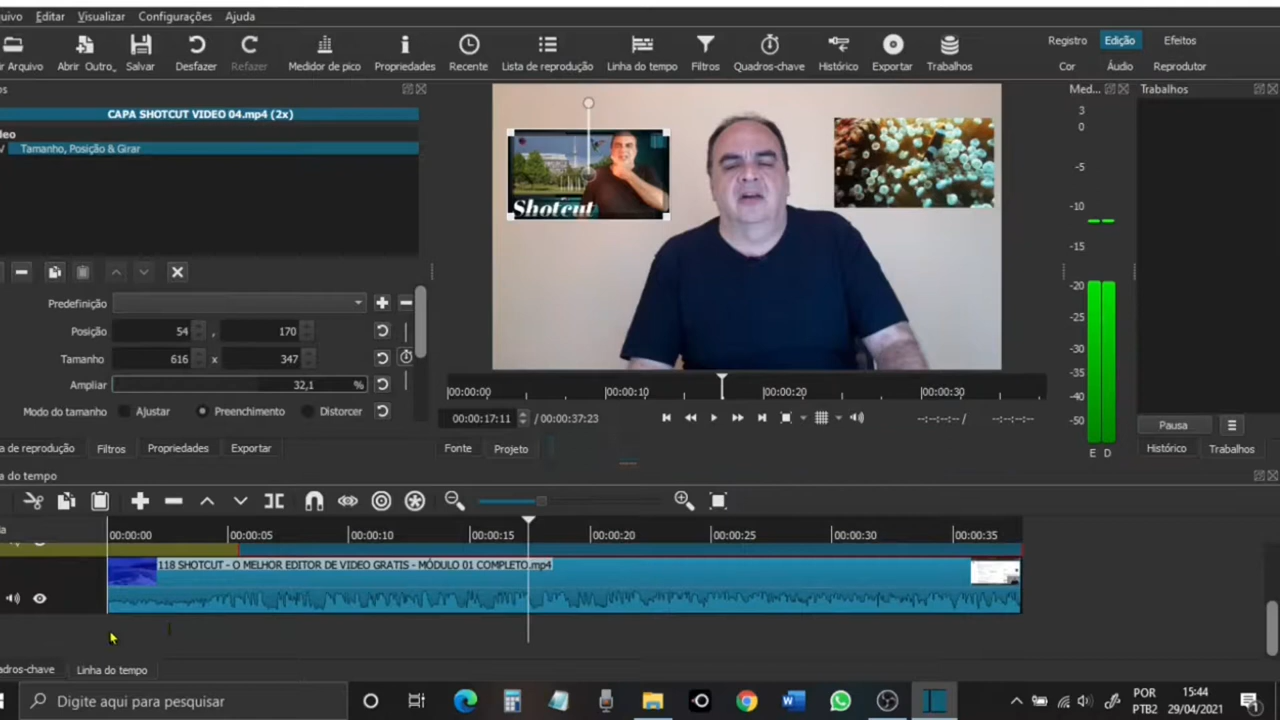 quivo Editar Visualizar Configurações Ajuda
ir Arquivo Abrir Outro... Salvar Desfazer Refazer Medidor de pico Propriedades Recente Lista de reprodução Linha do tempo Filtros Quadros-chave Histórico Exportar Trabalhos
Registro Edição Efeitos
Cor Áudio Reprodutor
os
Med...
Trabalhos
CAPA SHOTCUT VIDEO 04.mp4 (2x)
deo
Tamanho, Posição & Girar
Shotcut
3
0
-5
-10
-15
-20
-25
-30
-35
-40
-50
E D
Predefinição
Posição 54 , 170
Tamanho 616 x 347
Ampliar 32,1 %
Modo do tamanho Ajustar Preenchimento Distorcer
00:00:00 00:00:10 00:00:20 00:00:30
00:00:17:11 / 00:00:37:23 --:--:--:-- / --:--:--:--
Pausa
a de reprodução Filtros Propriedades Exportar
Fonte Projeto
Histórico Trabalhos
a do tempo
00:00:00 00:00:05 00:00:10 00:00:15 00:00:20 00:00:25 00:00:30 00:00:35
118 SHOTCUT - O MELHOR EDITOR DE VIDEO GRATIS - MÓDULO 01 COMPLETO.mp4
adros-chave Linha do tempo
Digite aqui para pesquisar
POR
PTB2
15:44
29/04/2021
1